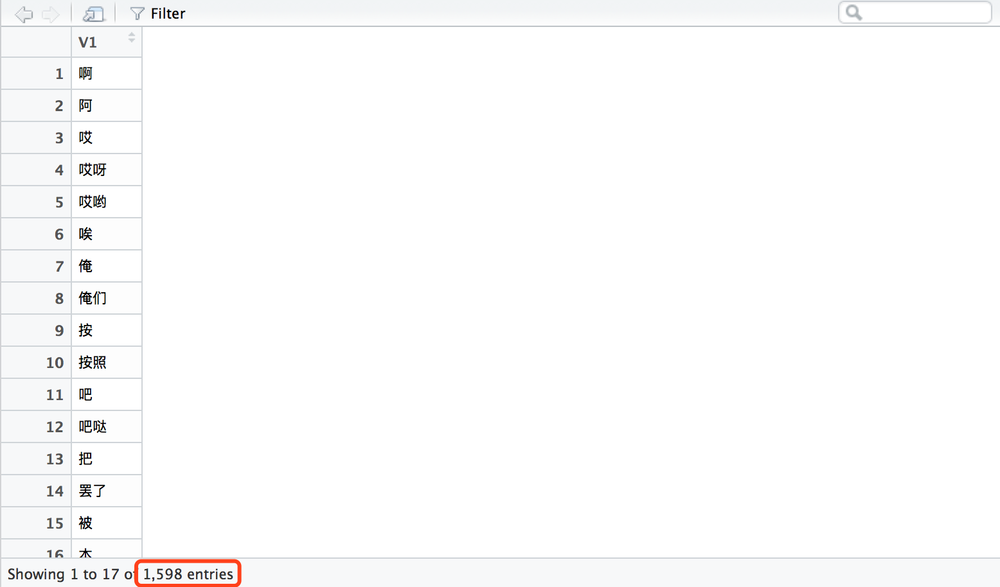 Filter
V1
1 啊
2 阿
3 哎
4 哎呀
5 哎哟
6 唉
7 俺
8 俺们
9 按
10 按照
11 吧
12 吧哒
13 把
14 罢了
15 被
16 本
Showing 1 to 17 of 1,598 entries